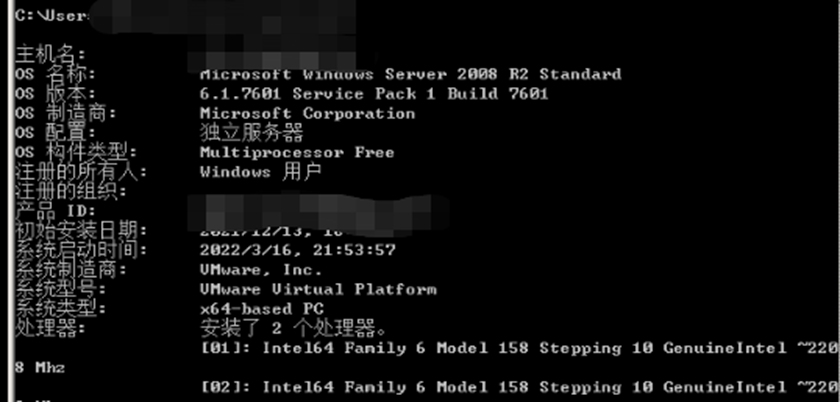 C:\User
主机名:
OS 名称: Microsoft Windows Server 2008 R2 Standard
OS 版本: 6.1.7601 Service Pack 1 Build 7601
OS 制造商: Microsoft Corporation
OS 配置: 独立服务器
OS 构件类型: Multiprocessor Free
注册的所有人: Windows 用户
注册的组织:
产品 ID:
初始安装日期: 2021/12/13,
系统启动时间: 2022/3/16, 21:53:57
系统制造商: VMware, Inc.
系统型号: VMware Virtual Platform
系统类型: x64-based PC
处理器: 安装了 2 个处理器。
[01]: Intel64 Family 6 Model 158 Stepping 10 GenuineIntel ~220
8 Mhz
[02]: Intel64 Family 6 Model 158 Stepping 10 GenuineIntel ~220